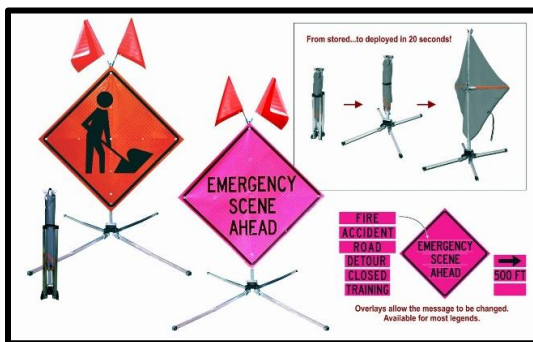 From stored...to deployed in 20 seconds!
EMERGENCY
SCENE
AHEAD
FIRE
ACCIDENT
ROAD
DETOUR
CLOSED
TRAINING
EMERGENCY
SCENE
AHEAD
500 FT
Overlays allow the message to be changed.
Available for most legends.